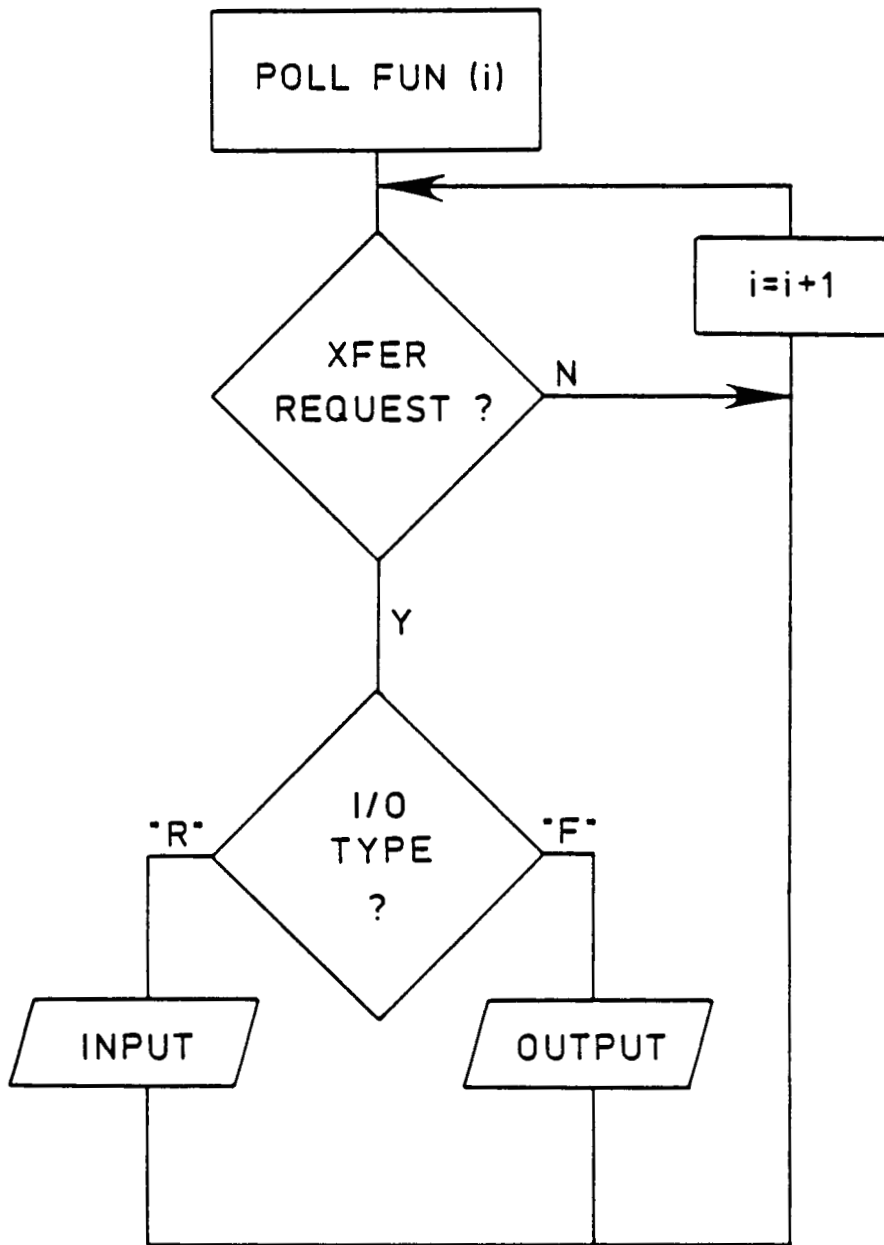 POLL FUN (i)
i=i+1
XFER
REQUEST ?
N
Y
I/O
TYPE
?
"R"
"F"
INPUT
OUTPUT